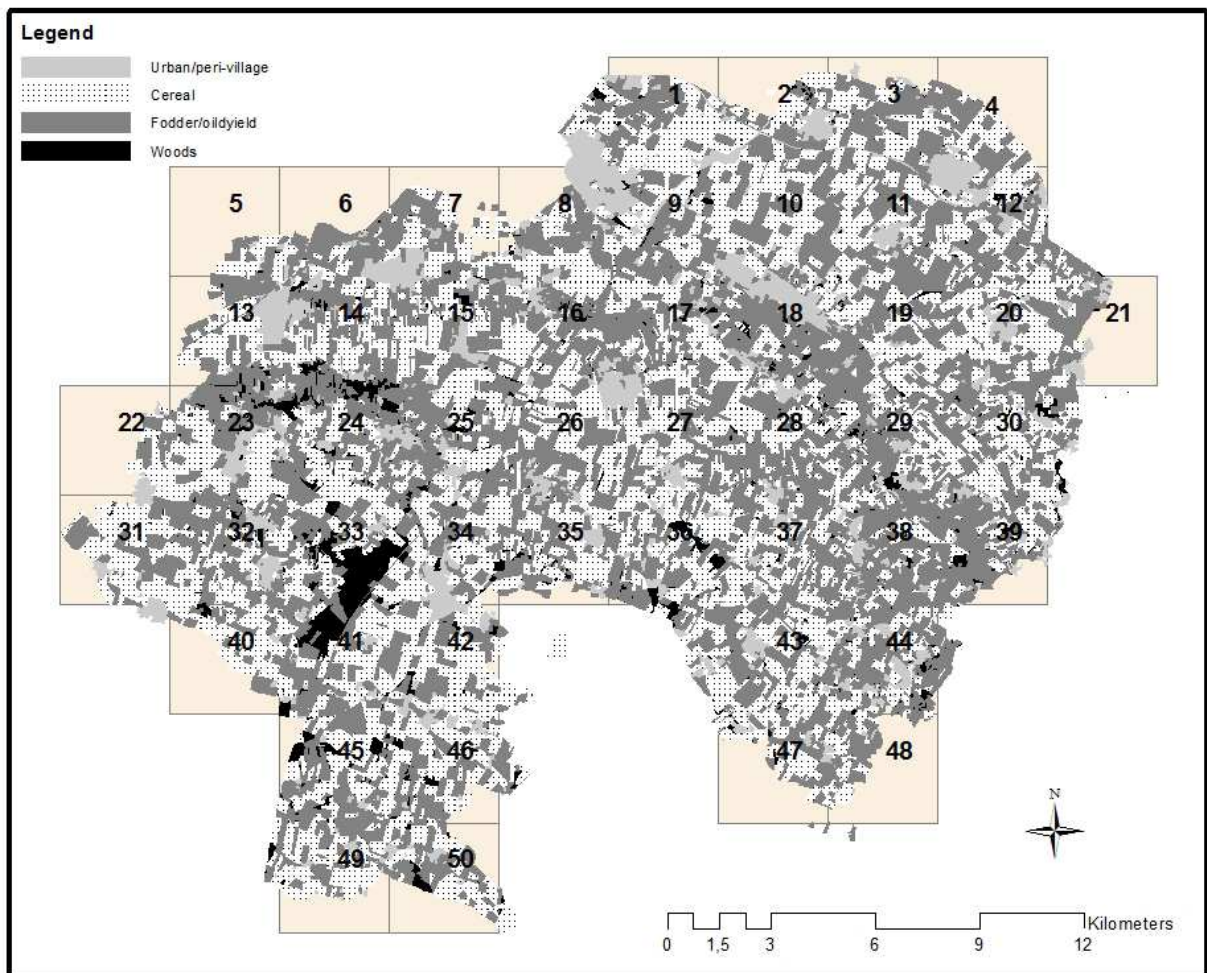 Legend
Urban/peri-village
Cereal
Fodder/oildyield
Woods
1 2 3 4
5 6 7 8 9 10 11 12
13 14 15 16 17 18 19 20 21
22 23 24 25 26 27 28 29 30
31 32 33 34 35 36 37 38 39
40 41 42 43 44
45 46 47 48
49 50
N
Kilometers
0 1,5 3 6 9 12